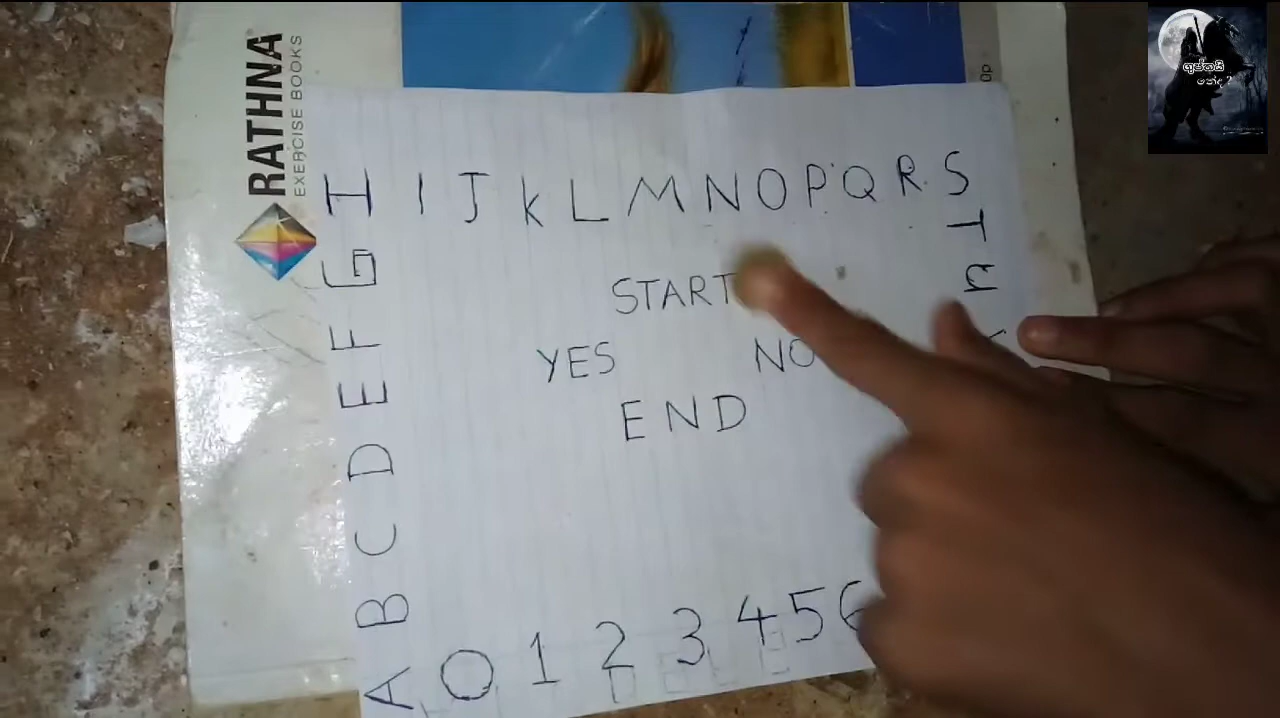 RATHNA
EXERCISE BOOKS
A B C D E F G H
I J K L M N O P Q R S
T U
START
YES NO
END
0 1 2 3 4 5 6